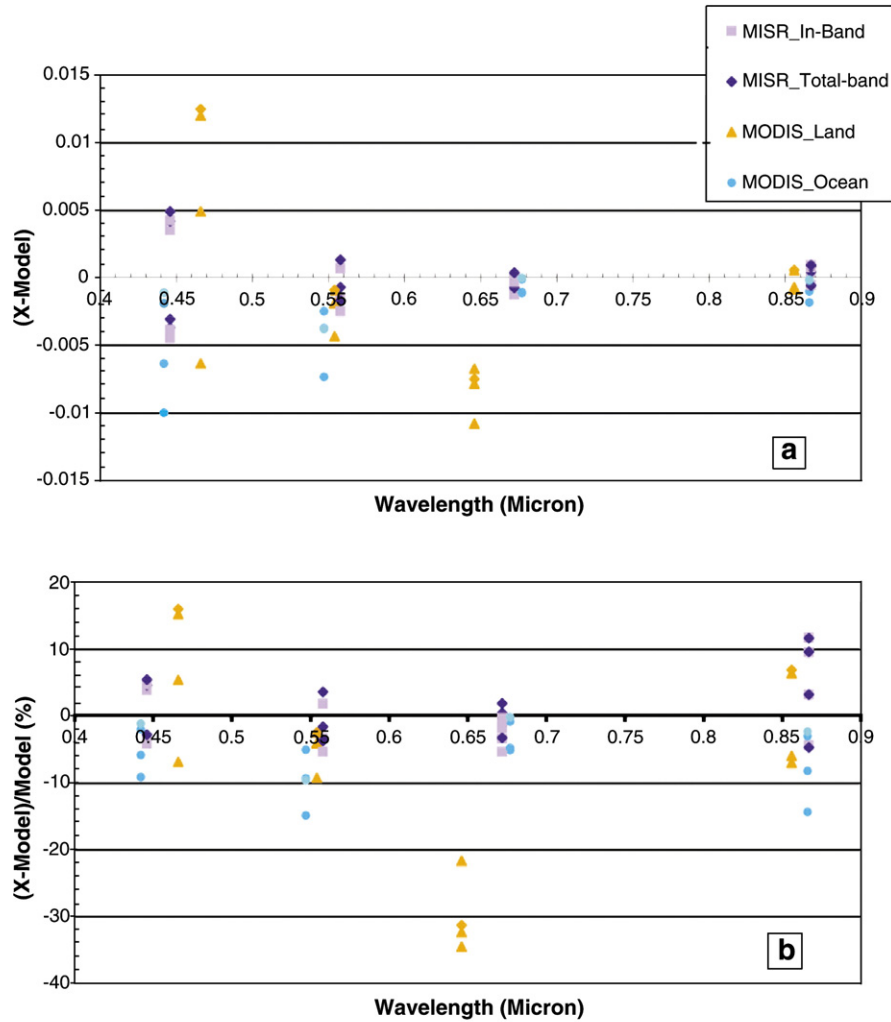 MISR_In-Band
MISR_Total-band
MODIS_Land
MODIS_Ocean
0.015
0.01
0.005
0
-0.005
-0.01
-0.015
(X-Model)
0.4 0.45 0.5 0.55 0.6 0.65 0.7 0.75 0.8 0.85 0.9
a
Wavelength (Micron)
20
10
0
-10
-20
-30
-40
(X-Model)/Model (%)
0.4 0.45 0.5 0.55 0.6 0.65 0.7 0.75 0.8 0.85 0.9
b
Wavelength (Micron)